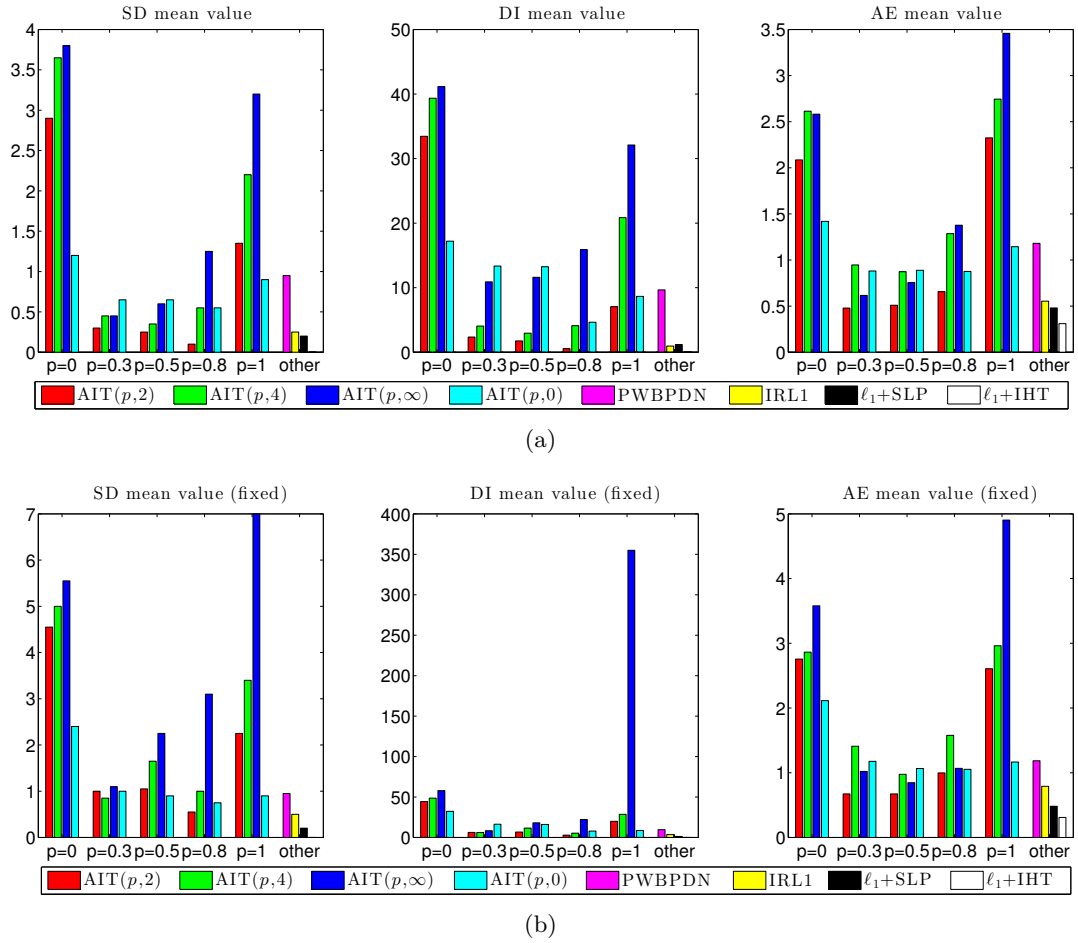 SD mean value
4
3.5
3
2.5
2
1.5
1
0.5
0
p=0 p=0.3 p=0.5 p=0.8 p=1 other
DI mean value
50
40
30
20
10
0
p=0 p=0.3 p=0.5 p=0.8 p=1 other
AE mean value
3.5
3
2.5
2
1.5
1
0.5
0
p=0 p=0.3 p=0.5 p=0.8 p=1 other
AIT(p,2) AIT(p,4) AIT(p,∞) AIT(p,0) PWBPDN IRL1 ℓ₁+SLP ℓ₁+IHT
(a)
SD mean value (fixed)
7
6
5
4
3
2
1
0
p=0 p=0.3 p=0.5 p=0.8 p=1 other
DI mean value (fixed)
400
350
300
250
200
150
100
50
0
p=0 p=0.3 p=0.5 p=0.8 p=1 other
AE mean value (fixed)
5
4
3
2
1
0
p=0 p=0.3 p=0.5 p=0.8 p=1 other
AIT(p,2) AIT(p,4) AIT(p,∞) AIT(p,0) PWBPDN IRL1 ℓ₁+SLP ℓ₁+IHT
(b)